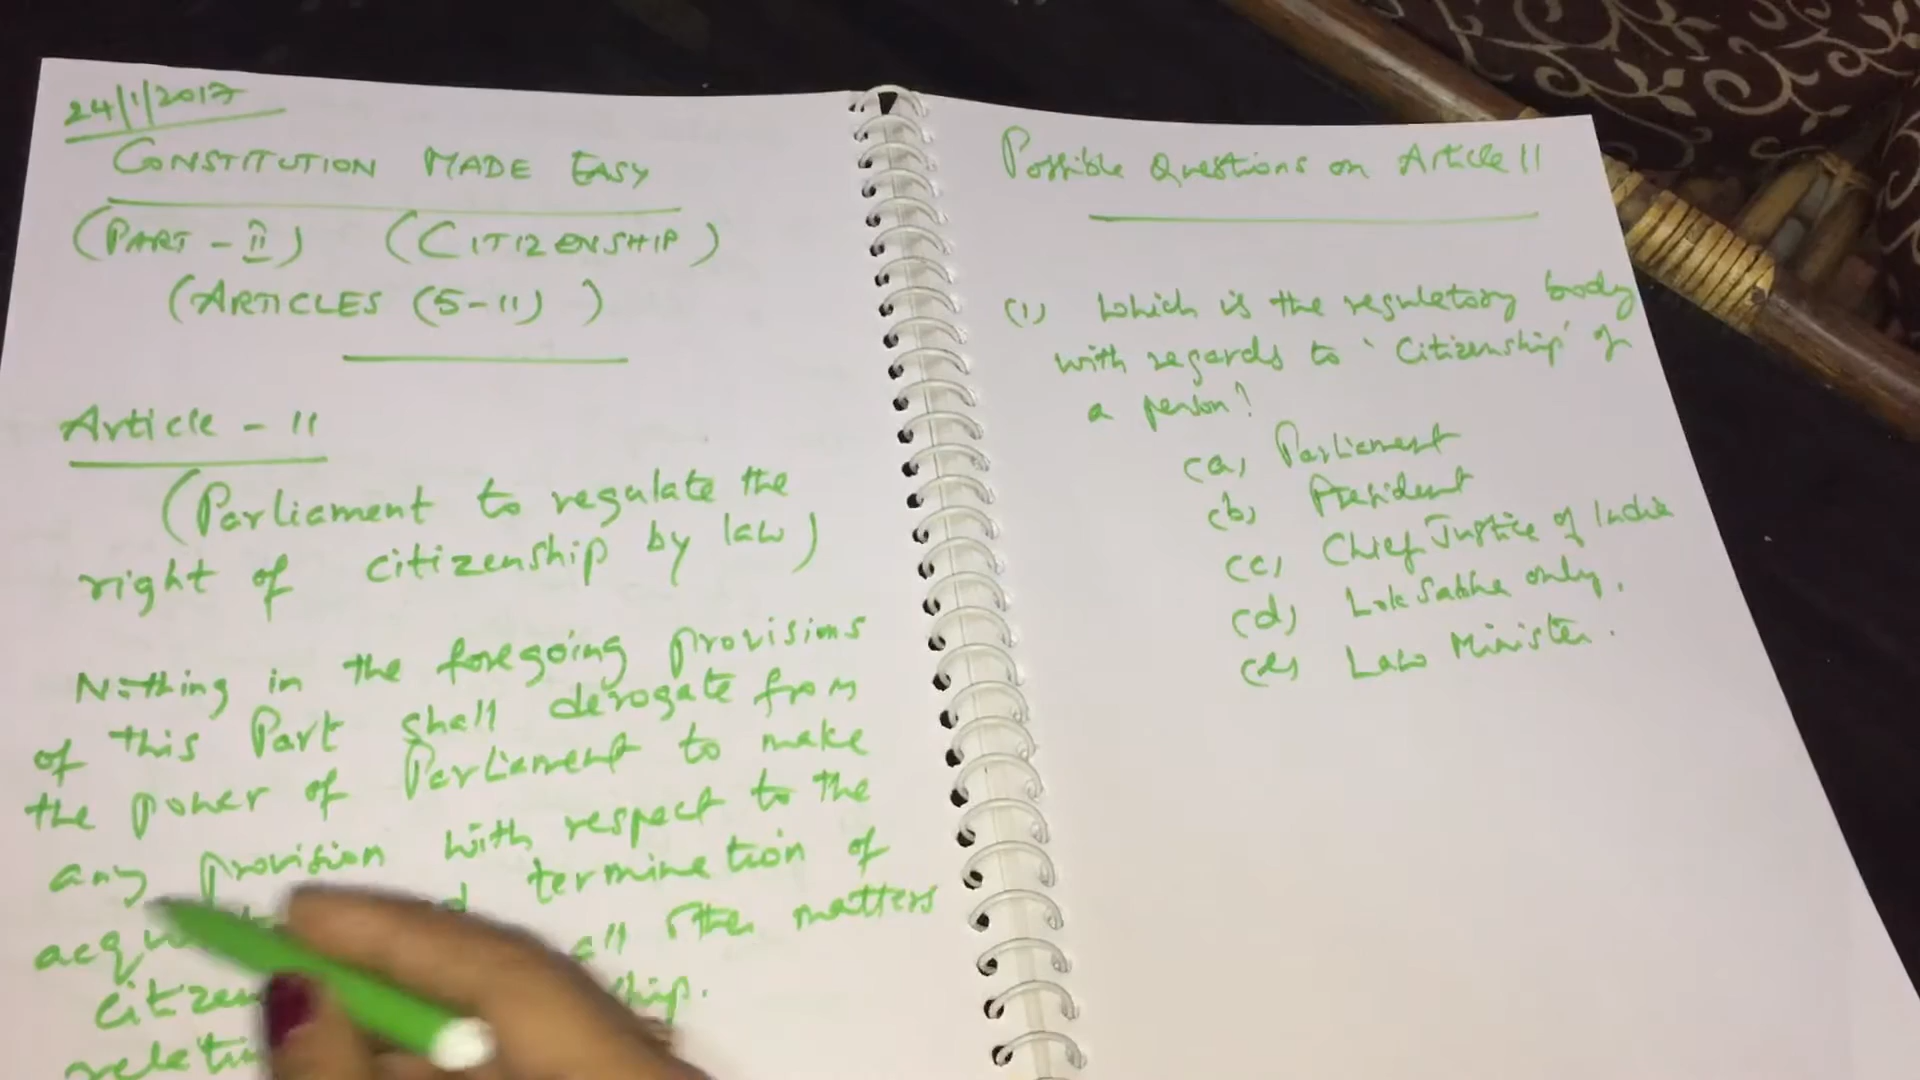 24/1/2017
CONSTITUTION MADE EASY
(PART - II) (CITIZENSHIP)
(ARTICLES (5-11) )
Article - 11
(Parliament to regulate the
right of citizenship by law)
Nothing in the foregoing provisions
of this Part shall derogate from
the power of Parliament to make
any provision with respect to the
termination of
all other matters
Possible Questions on Article 11
(1) Which is the regulatory body
with regards to 'Citizenship' of
a person?
(a) Parliament
(b) President
(c) Chief Justice of India
(d) Lok Sabha only.
(e) Law Minister.